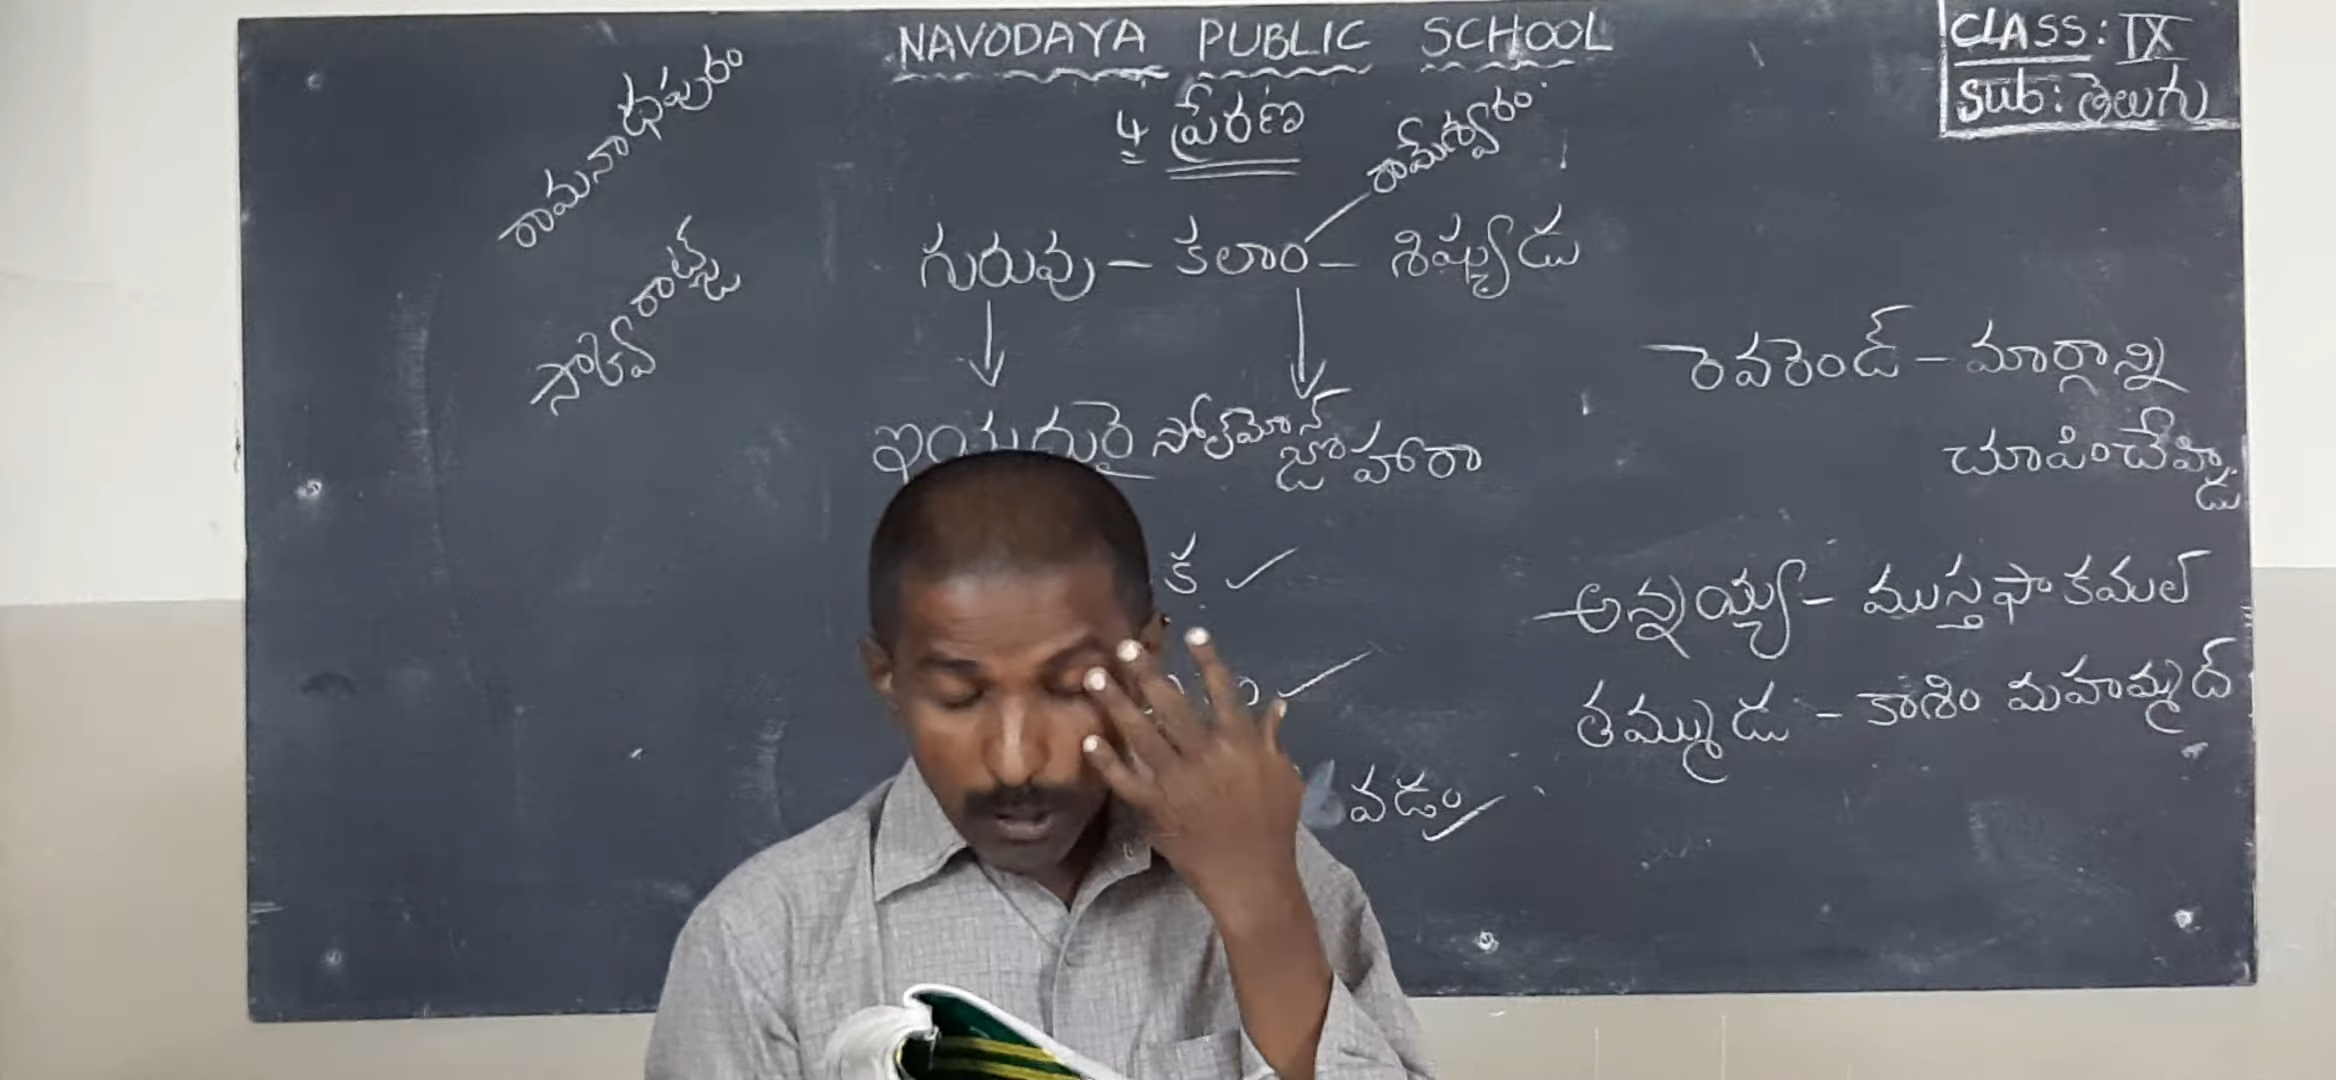 NAVODAYA PUBLIC SCHOOL
CLASS: IX
Sub: తెలుగు
4 ప్రేరణ
రామనాథపురం
రామేశ్వరం
గురువు - కలాం - శిష్యుడు
ష్వార్ట్జ్
ఇయదురై సోల్‌మోన్
జొహారా
రెవరెండ్ - మార్గాన్ని
చూపించేవ్యాడు
క
అన్నయ్య - ముస్తఫా కమల్
తమ్ముడు - కాశిం మహమ్మద్
వడం